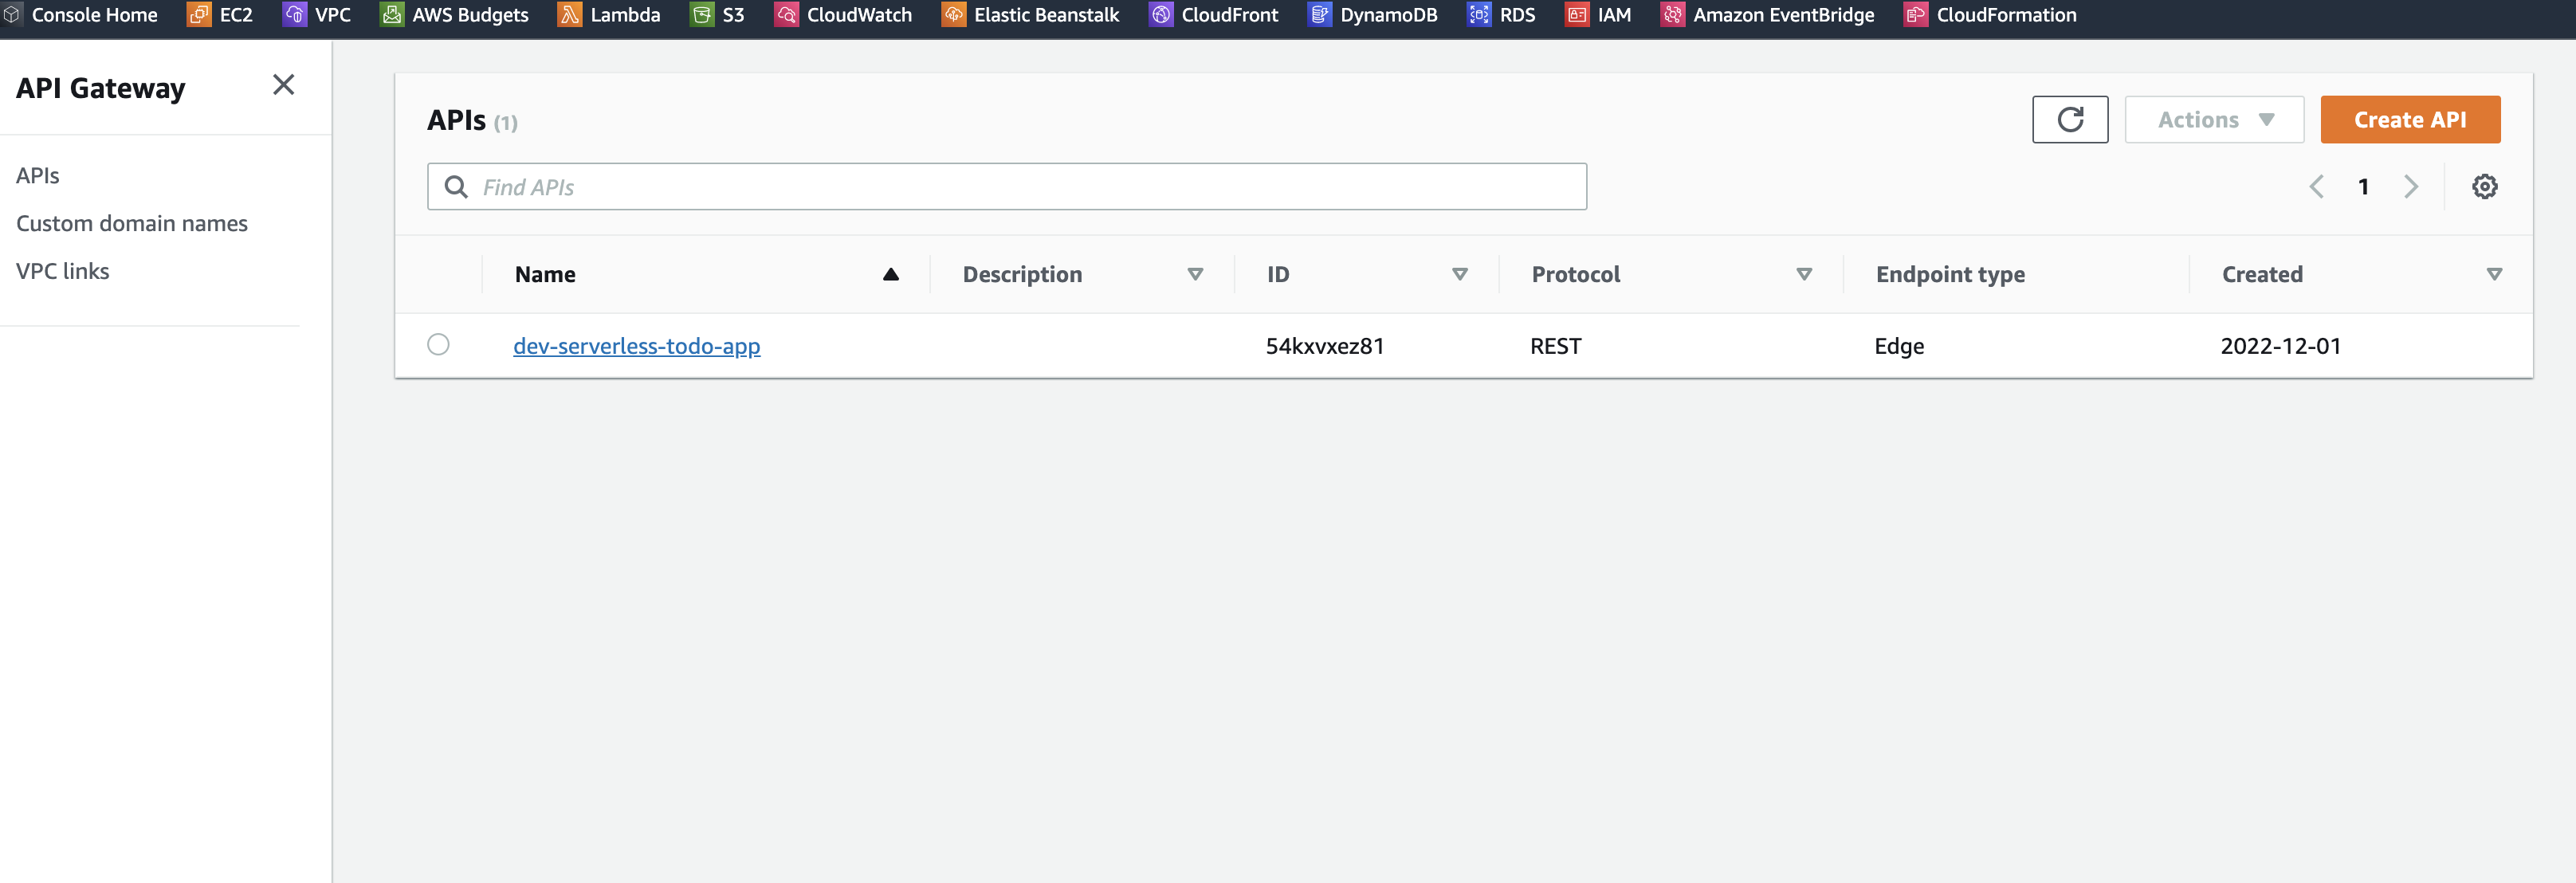 Console Home EC2 VPC AWS Budgets Lambda S3 CloudWatch Elastic Beanstalk CloudFront DynamoDB RDS IAM Amazon EventBridge CloudFormation
API Gateway
APIs
Custom domain names
VPC links
APIs (1)
Actions
Create API
Find APIs
1
Name Description ID Protocol Endpoint type Created
dev-serverless-todo-app 54kxvxez81 REST Edge 2022-12-01